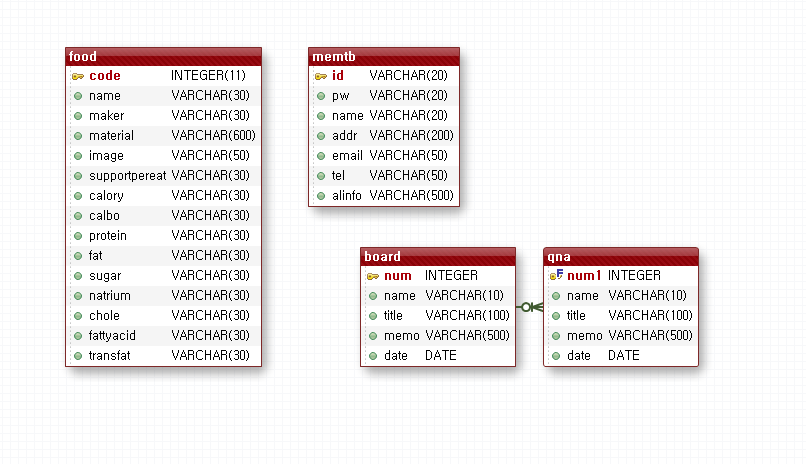 food
code INTEGER(11)
name VARCHAR(30)
maker VARCHAR(30)
material VARCHAR(600)
image VARCHAR(50)
supportpereat VARCHAR(30)
calory VARCHAR(30)
calbo VARCHAR(30)
protein VARCHAR(30)
fat VARCHAR(30)
sugar VARCHAR(30)
natrium VARCHAR(30)
chole VARCHAR(30)
fattyacid VARCHAR(30)
transfat VARCHAR(30)
memtb
id VARCHAR(20)
pw VARCHAR(20)
name VARCHAR(20)
addr VARCHAR(200)
email VARCHAR(50)
tel VARCHAR(50)
alinfo VARCHAR(500)
board
num INTEGER
name VARCHAR(10)
title VARCHAR(100)
memo VARCHAR(500)
date DATE
qna
num1 INTEGER
name VARCHAR(10)
title VARCHAR(100)
memo VARCHAR(500)
date DATE